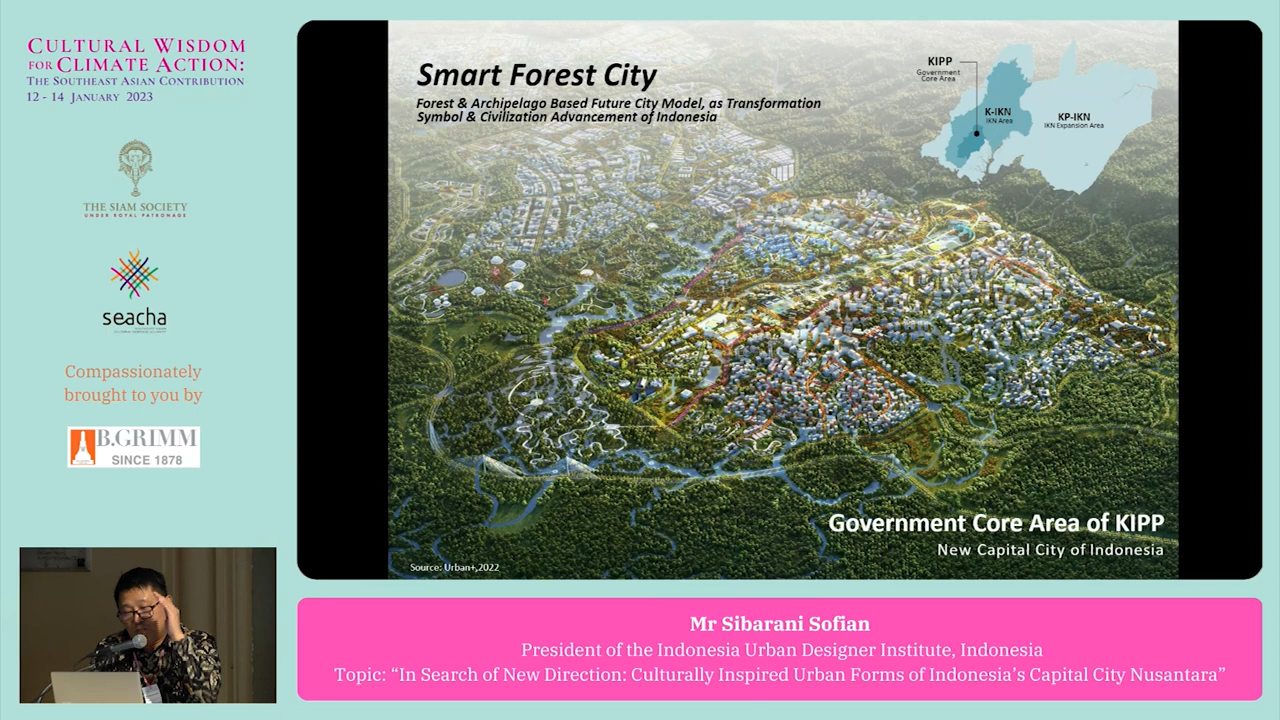 CULTURAL WISDOM
FOR CLIMATE ACTION:
THE SOUTHEAST ASIAN CONTRIBUTION
12 - 14 JANUARY 2023
THE SIAM SOCIETY
UNDER ROYAL PATRONAGE
seacha
Compassionately
brought to you by
B.GRIMM
SINCE 1878
Smart Forest City
Forest & Archipelago Based Future City Model, as Transformation
Symbol & Civilization Advancement of Indonesia
KIPP
Government
Core Area
K-IKN
IKN Area
KP-IKN
IKN Expansion Area
Government Core Area of KIPP
New Capital City of Indonesia
Source: Urban+,2022
Mr Sibarani Sofian
President of the Indonesia Urban Designer Institute, Indonesia
Topic: “In Search of New Direction: Culturally Inspired Urban Forms of Indonesia’s Capital City Nusantara”